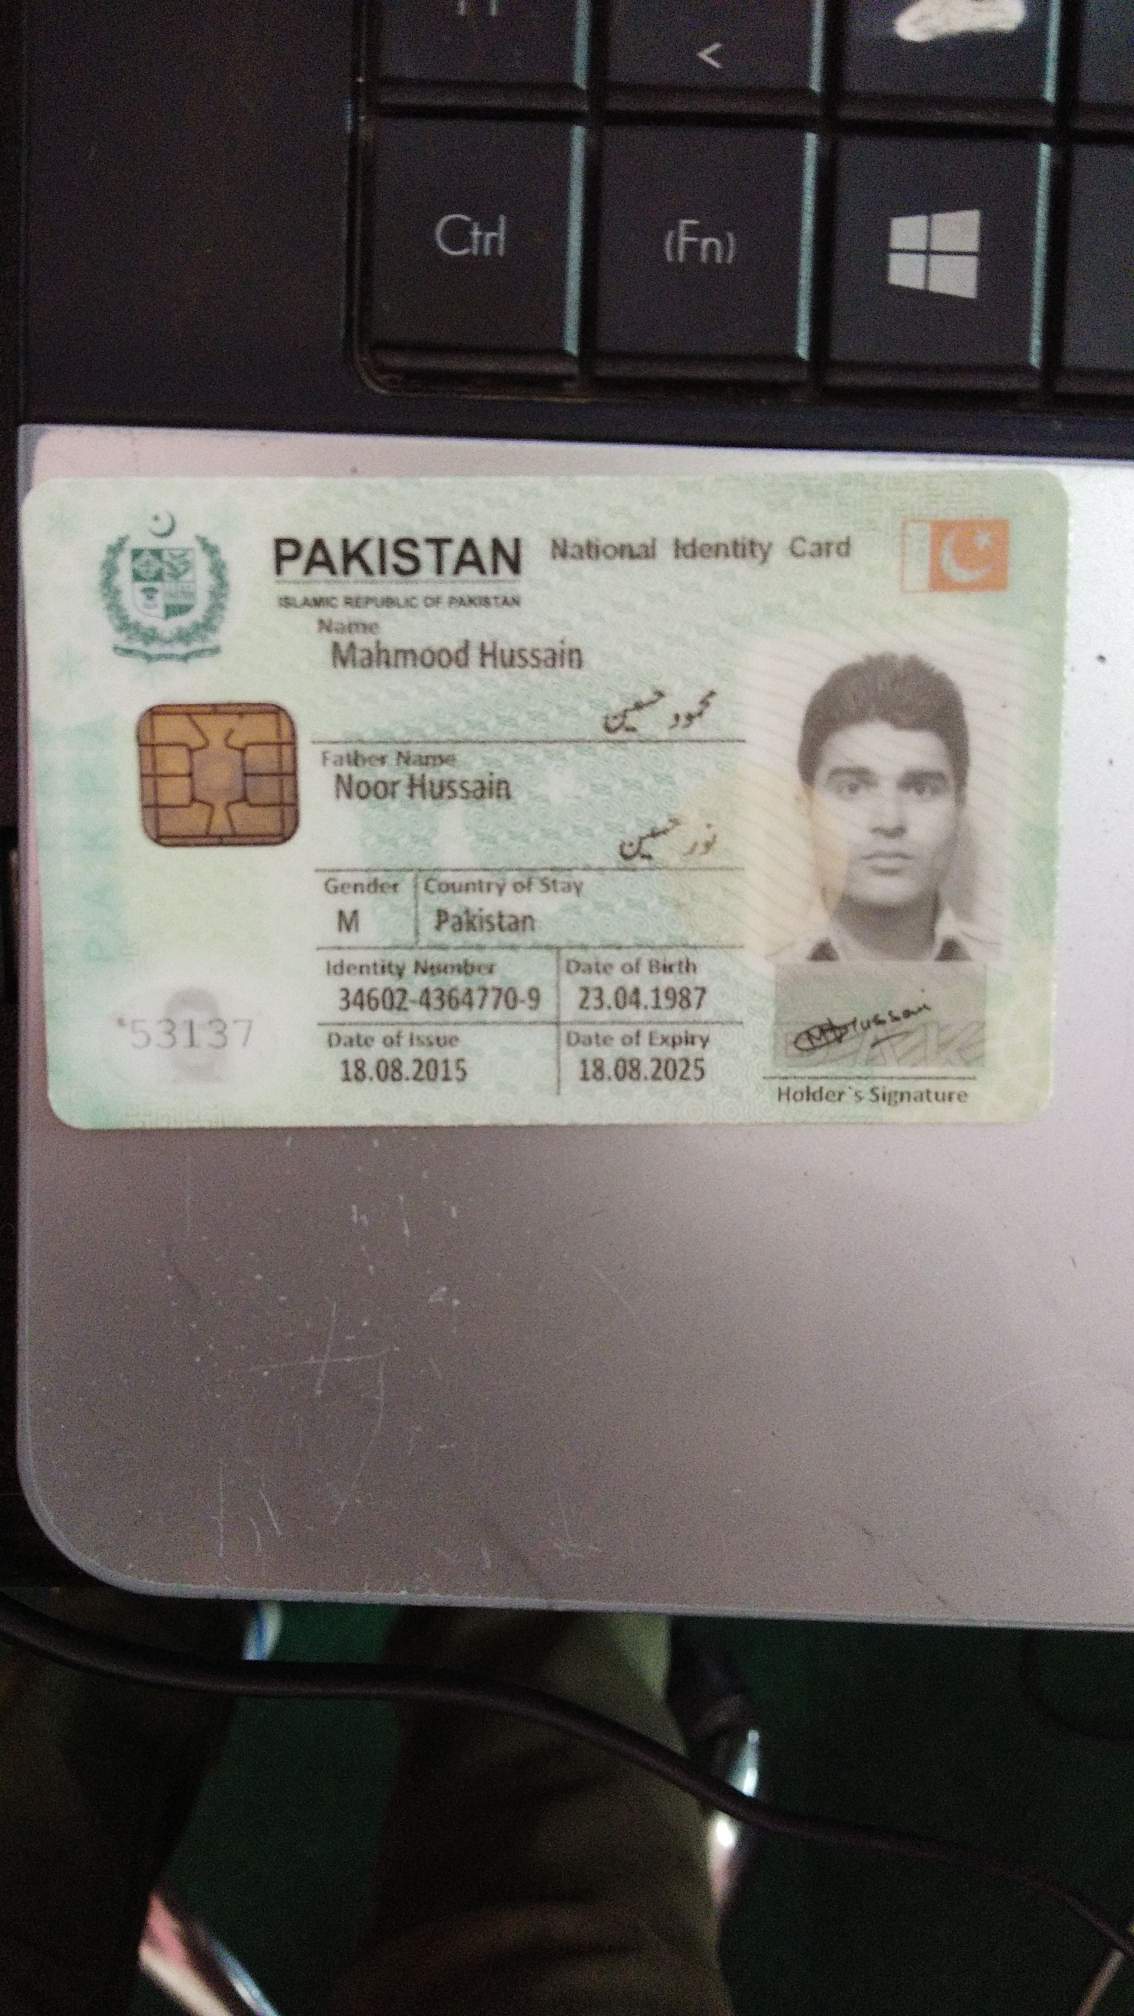 <
Ctrl
(Fn)
PAKISTAN National Identity Card
ISLAMIC REPUBLIC OF PAKISTAN
Name
Mahmood Hussain
محمود حسین
Father Name
Noor Hussain
نور حسین
Gender Country of Stay
M Pakistan
Identity Number Date of Birth
34602-4364770-9 23.04.1987
Date of Issue Date of Expiry
18.08.2015 18.08.2025
53137
Holder`s Signature